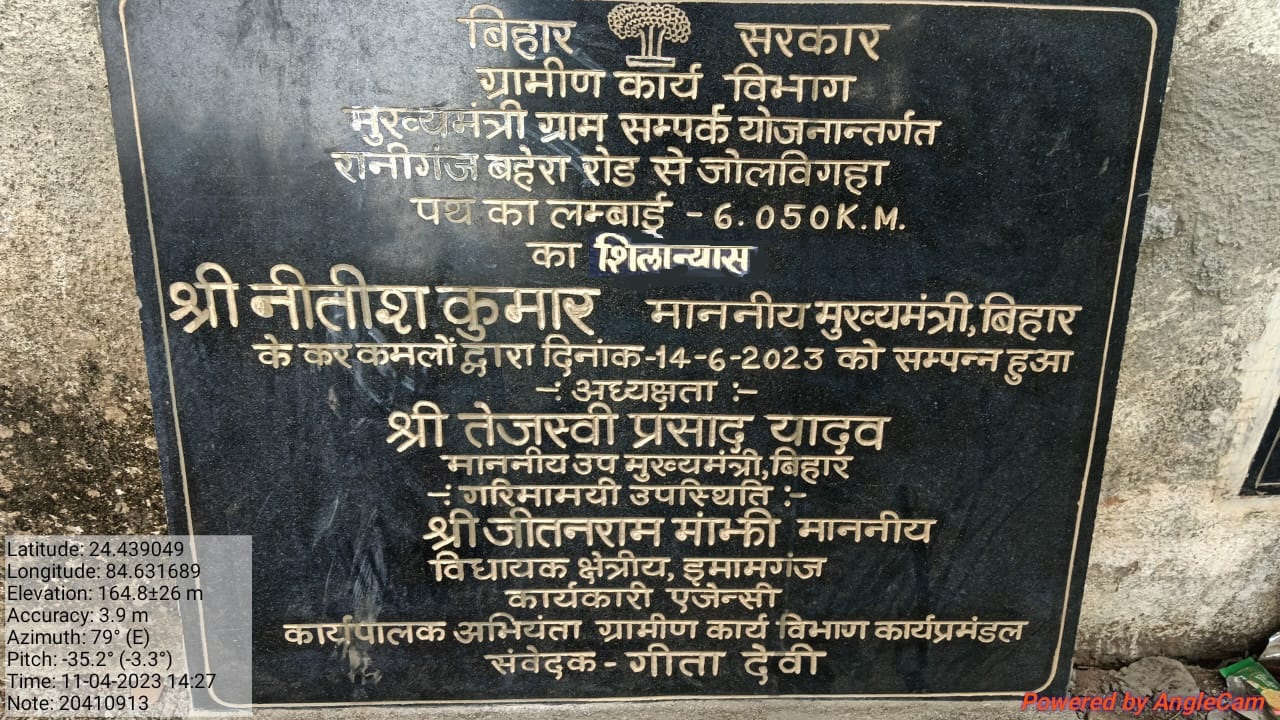 बिहार सरकार
ग्रामीण कार्य विभाग
मुख्यमंत्री ग्राम सम्पर्क योजनान्तर्गत
रानीगंज बहेरा रोड से जोलविगहा
पथ का लम्बाई - 6.050K.M.
का शिलान्यास
श्री नीतीश कुमार माननीय मुख्यमंत्री, बिहार
के कर कमलों द्वारा दिनांक-14-6-2023 को सम्पन्न हुआ
-: अध्यक्षता :-
श्री तेजस्वी प्रसाद यादव
माननीय उप मुख्यमंत्री, बिहार
-: गरिमामयी उपस्थिति :-
श्री जीतनराम मांझी माननीय
विधायक क्षेत्रीय, इमामगंज
कार्यकारी एजेन्सी
कार्यपालक अभियंता ग्रामीण कार्य विभाग कार्यप्रमंडल
संवेदक - गीता देवी
Latitude: 24.439049
Longitude: 84.631689
Elevation: 164.8±26 m
Accuracy: 3.9 m
Azimuth: 79° (E)
Pitch: -35.2° (-3.3°)
Time: 11-04-2023 14:27
Note: 20410913
Powered by AngleCam